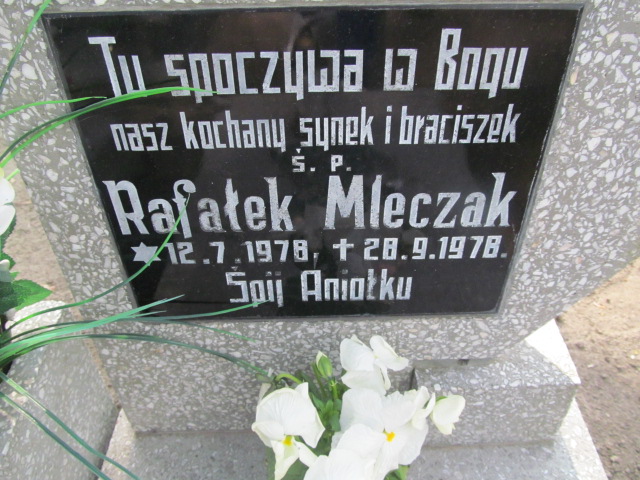 Tu spoczywa w Bogu
nasz kochany synek i braciszek
ś. p.
Rafałek Mleczak
✶ 12.7.1978, ✝ 28.9.1978.
Śpij Aniołku